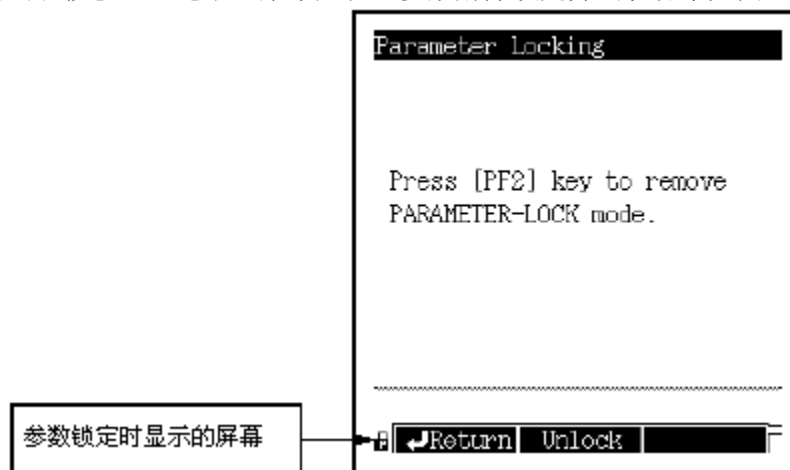 Parameter Locking
Press [PF2] key to remove
PARAMETER-LOCK mode.
参数锁定时显示的屏幕
Return Unlock